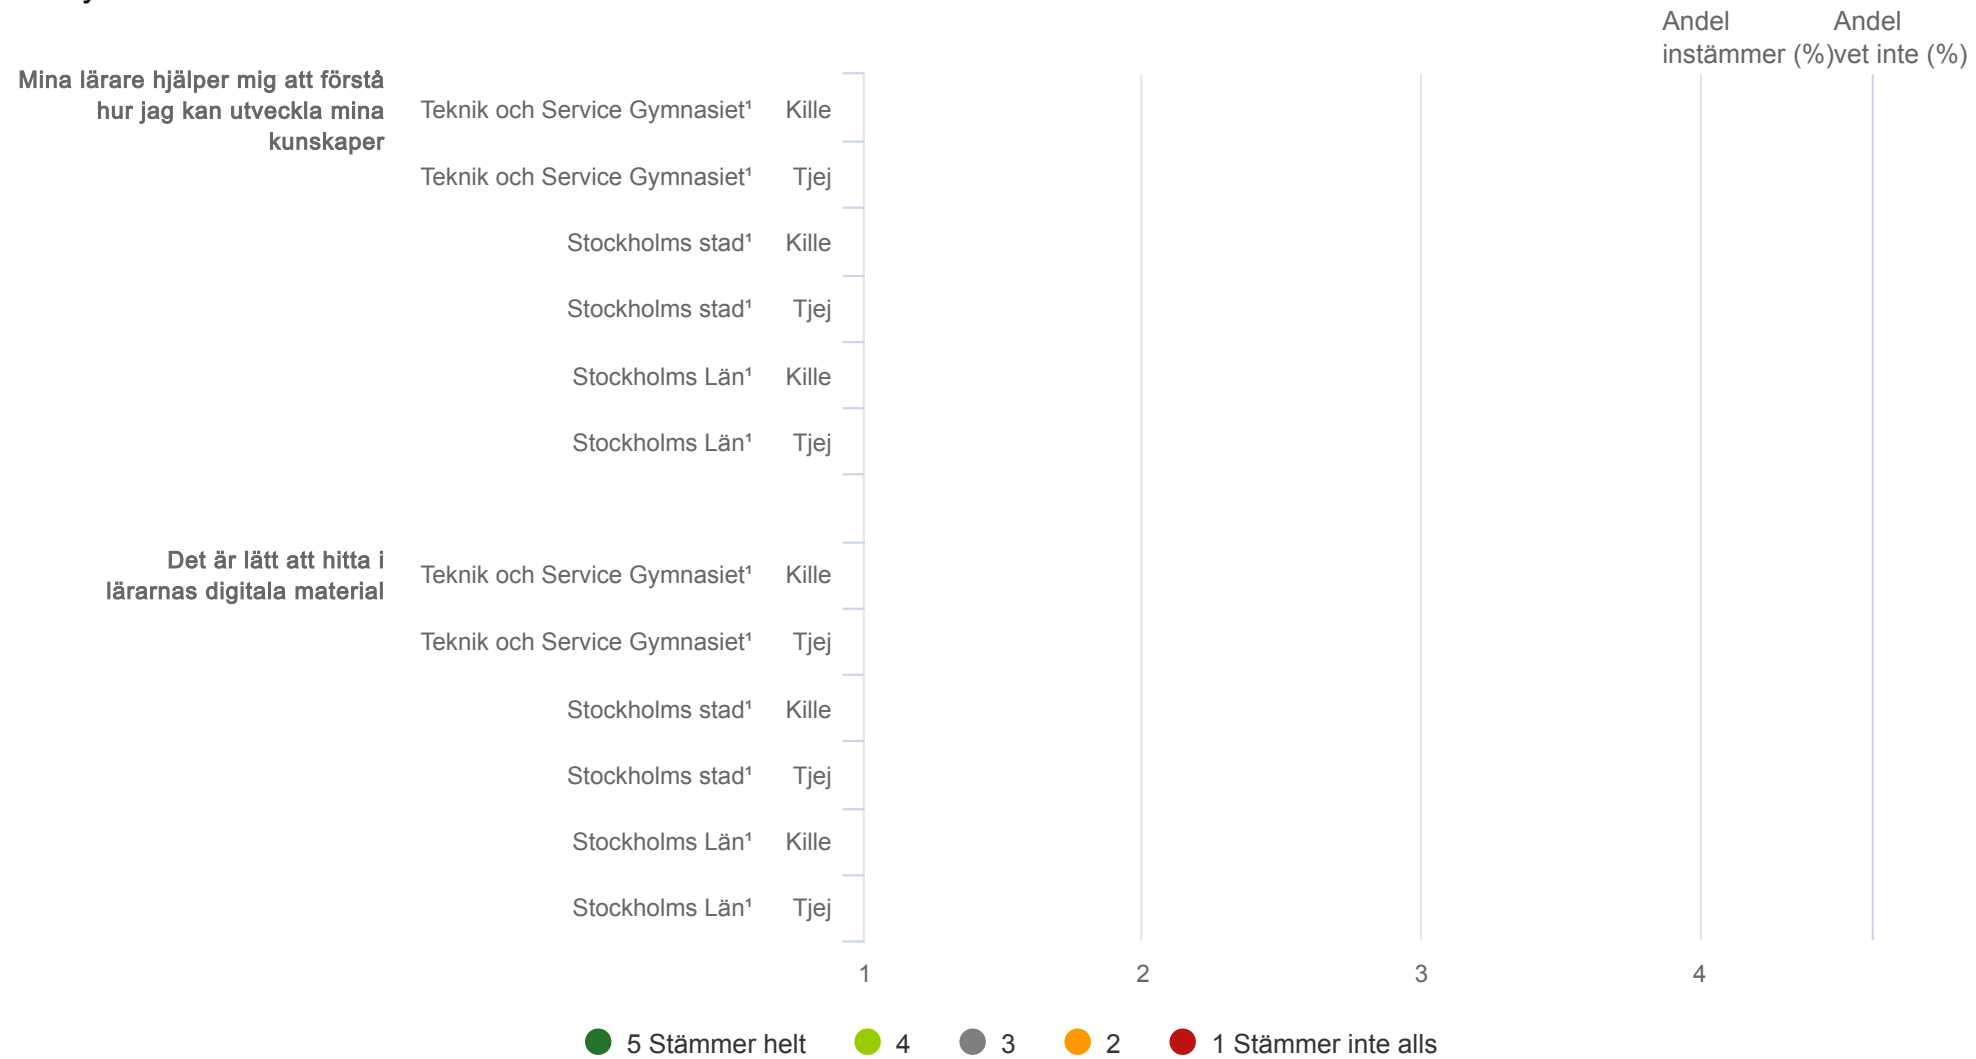 Andel Andel
instämmer (%) vet inte (%)
Mina lärare hjälper mig att förstå
hur jag kan utveckla mina
kunskaper
Teknik och Service Gymnasiet¹ Kille
Teknik och Service Gymnasiet¹ Tjej
Stockholms stad¹ Kille
Stockholms stad¹ Tjej
Stockholms Län¹ Kille
Stockholms Län¹ Tjej
Det är lätt att hitta i
lärarnas digitala material
Teknik och Service Gymnasiet¹ Kille
Teknik och Service Gymnasiet¹ Tjej
Stockholms stad¹ Kille
Stockholms stad¹ Tjej
Stockholms Län¹ Kille
Stockholms Län¹ Tjej
1 2 3 4
5 Stämmer helt 4 3 2 1 Stämmer inte alls